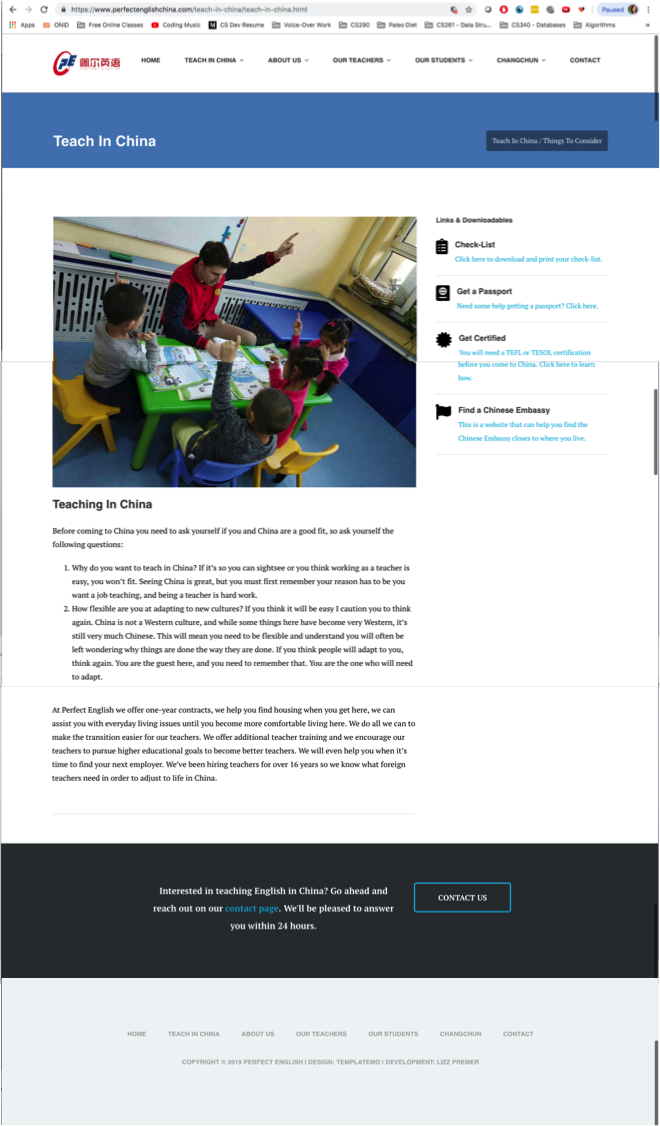 https://www.perfectenglishchina.com/teach-in-china/teach-in-china.html
Paused
Apps
ONID
Free Online Classes
Coding Music
CS Dev Resume
Voice-Over Work
CS290
Paleo Diet
CS261 - Data Stru...
CS340 - Databases
Algorithms
»
CPE 佩尔英语
HOME
TEACH IN CHINA
ABOUT US
OUR TEACHERS
OUR STUDENTS
CHANGCHUN
CONTACT
Teach In China
Teach In China / Things To Consider
Links & Downloadables
Check-List
Click here to download and print your check-list.
Get a Passport
Need some help getting a passport? Click here.
Get Certified
You will need a TEFL or TESOL certification
before you come to China. Click here to learn
how.
Find a Chinese Embassy
This is a website that can help you find the
Chinese Embassy closes to where you live.
Teaching In China
Before coming to China you need to ask yourself if you and China are a good fit, so ask yourself the
following questions:
1. Why do you want to teach in China? If it's so you can sightsee or you think working as a teacher is
easy, you won't fit. Seeing China is great, but you must first remember your reason has to be you
want a job teaching, and being a teacher is hard work.
2. How flexible are you at adapting to new cultures? If you think it will be easy I caution you to think
again. China is not a Western culture, and while some things here have become very Western, it's
still very much Chinese. This will mean you need to be flexible and understand you will often be
left wondering why things are done the way they are done. If you think people will adapt to you,
think again. You are the guest here, and you need to remember that. You are the one who will need
to adapt.
At Perfect English we offer one-year contracts, we help you find housing when you get here, we can
assist you with everyday living issues until you become more comfortable living here. We do all we can to
make the transition easier for our teachers. We offer additional teacher training and we encourage our
teachers to pursue higher educational goals to become better teachers. We will even help you when it's
time to find your next employer. We've been hiring teachers for over 16 years so we know what foreign
teachers need in order to adjust to life in China.
Interested in teaching English in China? Go ahead and
reach out on our contact page. We'll be pleased to answer
you within 24 hours.
CONTACT US
HOME
TEACH IN CHINA
ABOUT US
OUR TEACHERS
OUR STUDENTS
CHANGCHUN
CONTACT
COPYRIGHT © 2019 PERFECT ENGLISH | DESIGN: TEMPLATEMO | DEVELOPMENT: LIZZ PREMER